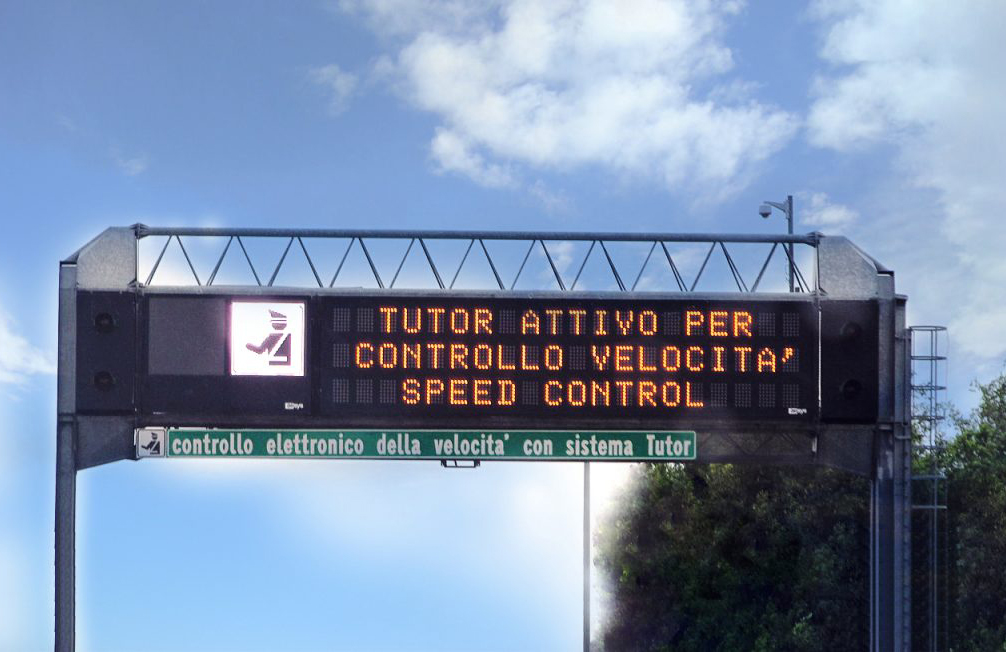 TUTOR ATTIVO PER
CONTROLLO VELOCITA'
SPEED CONTROL
controllo elettronico della velocita' con sistema Tutor